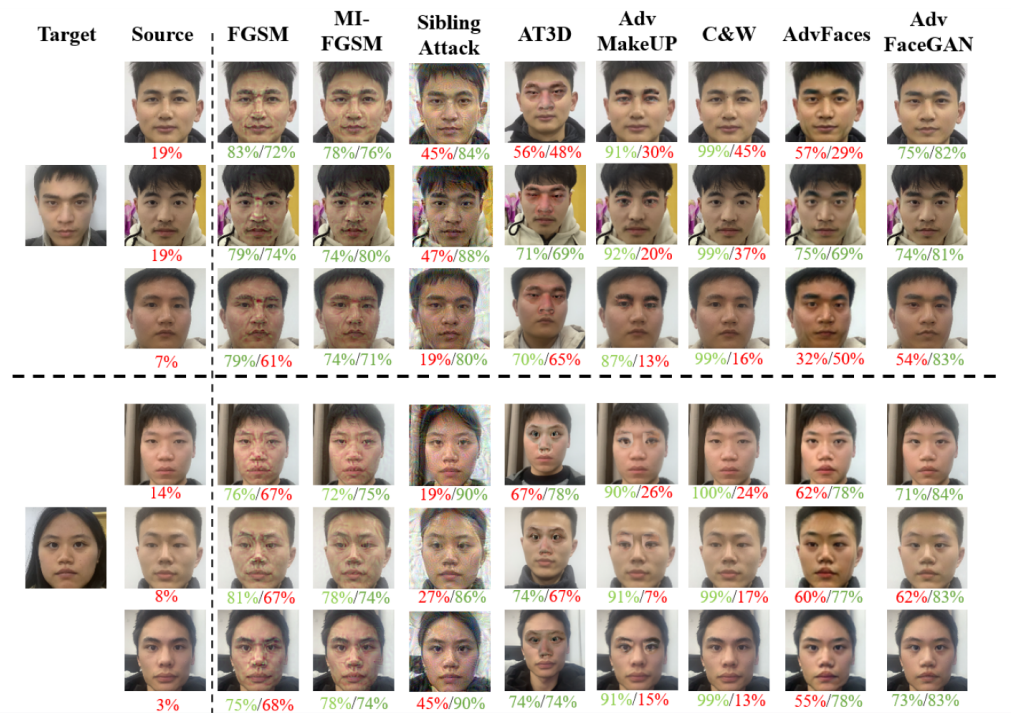 Target Source FGSM MI-FGSM Sibling Attack AT3D Adv MakeUP C&W AdvFaces Adv FaceGAN
19% 83%/72% 78%/76% 45%/84% 56%/48% 91%/30% 99%/45% 57%/29% 75%/82%
19% 79%/74% 74%/80% 47%/88% 71%/69% 92%/20% 99%/37% 75%/69% 74%/81%
7% 79%/61% 74%/71% 19%/80% 70%/65% 87%/13% 99%/16% 32%/50% 54%/83%
14% 76%/67% 72%/75% 19%/90% 67%/78% 90%/26% 100%/24% 62%/78% 71%/84%
8% 81%/67% 78%/74% 27%/86% 74%/67% 91%/7% 99%/17% 60%/77% 62%/83%
3% 75%/68% 78%/74% 45%/90% 74%/74% 91%/15% 99%/13% 55%/78% 73%/83%